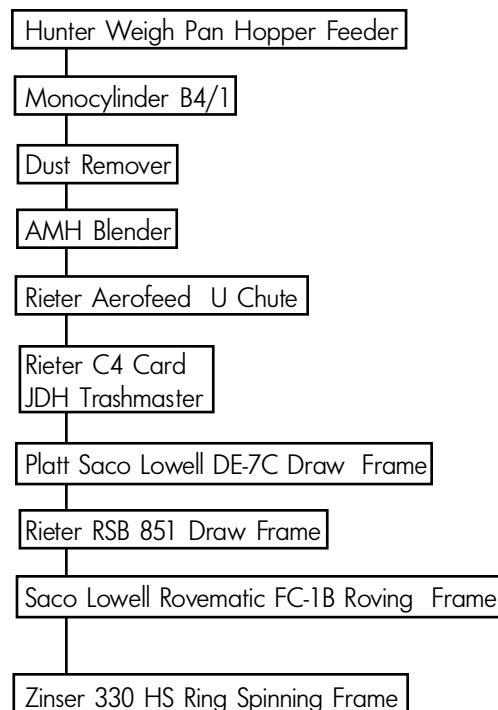 Hunter Weigh Pan Hopper Feeder
Monocylinder B4/1
Dust Remover
AMH Blender
Rieter Aerofeed U Chute
Rieter C4 Card
JDH Trashmaster
Platt Saco Lowell DE-7C Draw Frame
Rieter RSB 851 Draw Frame
Saco Lowell Rovematic FC-1B Roving Frame
Zinser 330 HS Ring Spinning Frame